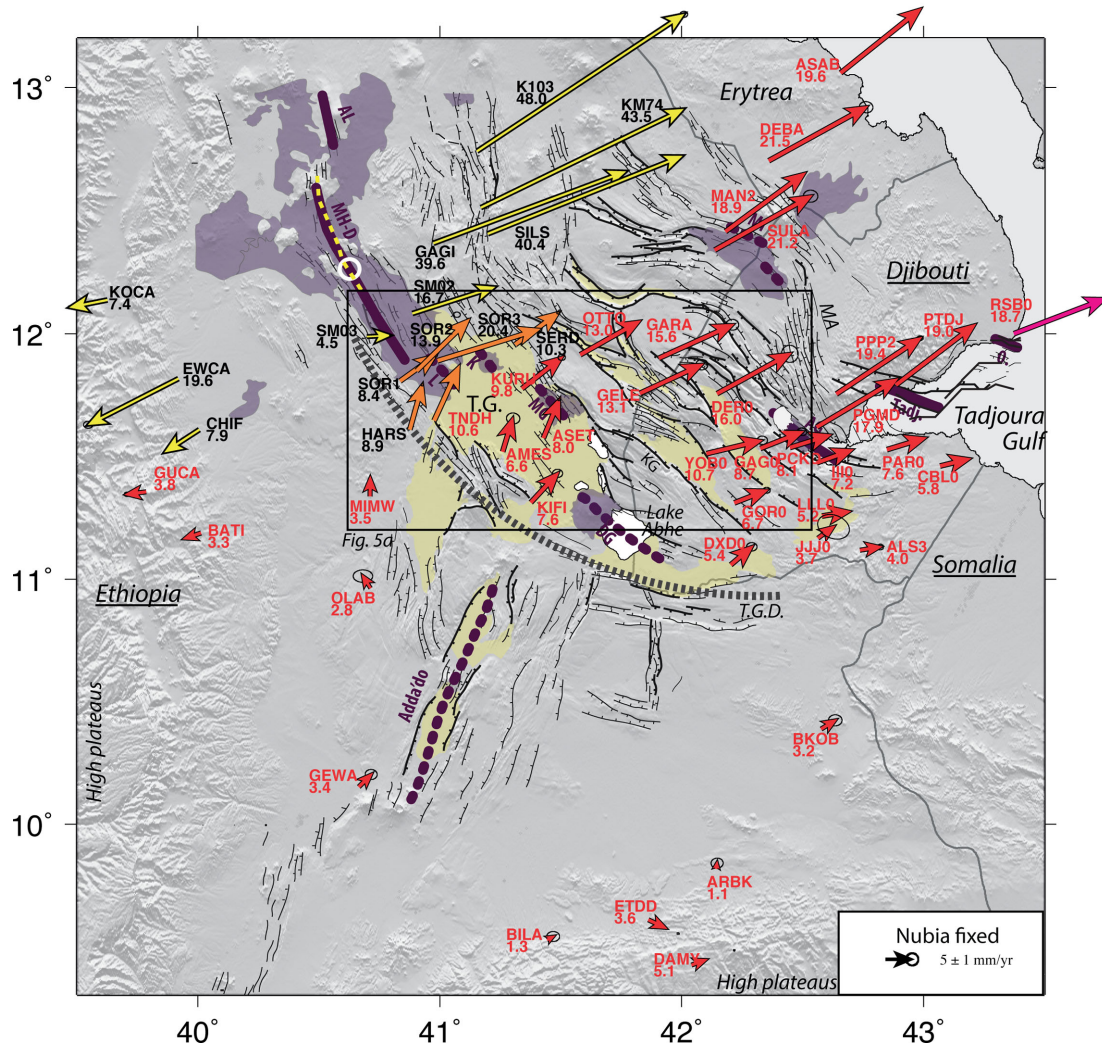 13°
12°
11°
10°
40°
41°
42°
43°
ASAB
19.6
K103
48.0
Erytrea
KM74
43.5
AL
DEBA
21.5
MAN2
18.9
MH-D
SULA
21.2
SILS
40.4
GAGI
39.6
Djibouti
KOCA
7.4
SM02
16.7
RSB0
18.7
PTDJ
19.0
SM03
4.5
SOR2
13.9
SOR3
20.4
SERD
10.3
OTTO
13.0
GARA
15.6
MA
PPP2
19.4
EWCA
19.6
SOR1
8.4
KURU
9.8
GELE
13.1
DER0
16.0
Tadj.
T.G.
MG
PGMD
17.9
Tadjoura
Gulf
CHIF
7.9
HARS
8.9
TNDH
10.6
ASET
8.0
AMES
6.6
KG
YOB0
10.7
GAG0
8.7
PCK
8.1
III0
7.2
PAR0
7.6
CBL0
5.8
GUCA
3.8
MIMW
3.5
KIFI
7.6
GOR0
6.7
LLL0
5.2
BATI
3.3
Fig. 5a
DG
Lake
Abhe
DXD0
5.4
JJJ0
3.7
ALS3
4.0
Somalia
Ethiopia
OLAB
2.8
T.G.D.
High plateaus
Adda'do
BKOB
3.2
GEWA
3.4
ARBK
1.1
ETDD
3.6
BILA
1.3
DAMY
5.1
High plateaus
Nubia fixed
5 ± 1 mm/yr